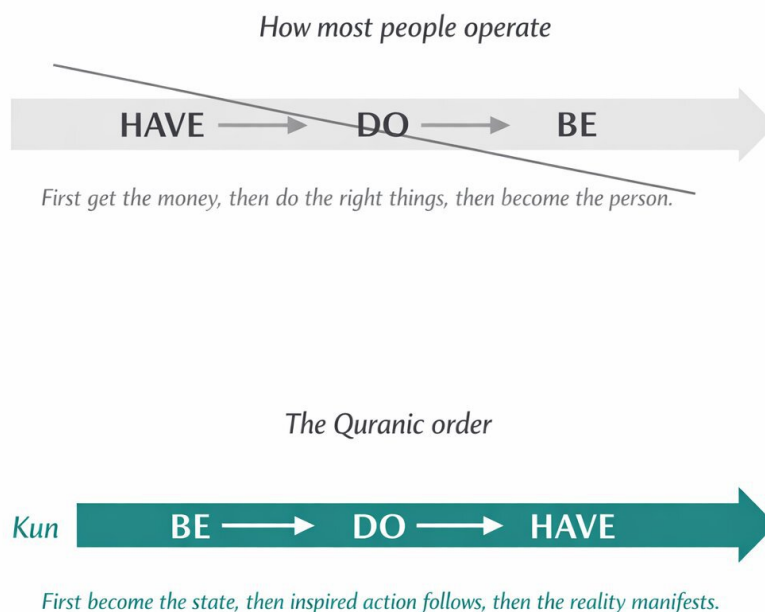 How most people operate
HAVE DO BE
First get the money, then do the right things, then become the person.
The Quranic order
Kun BE DO HAVE
First become the state, then inspired action follows, then the reality manifests.